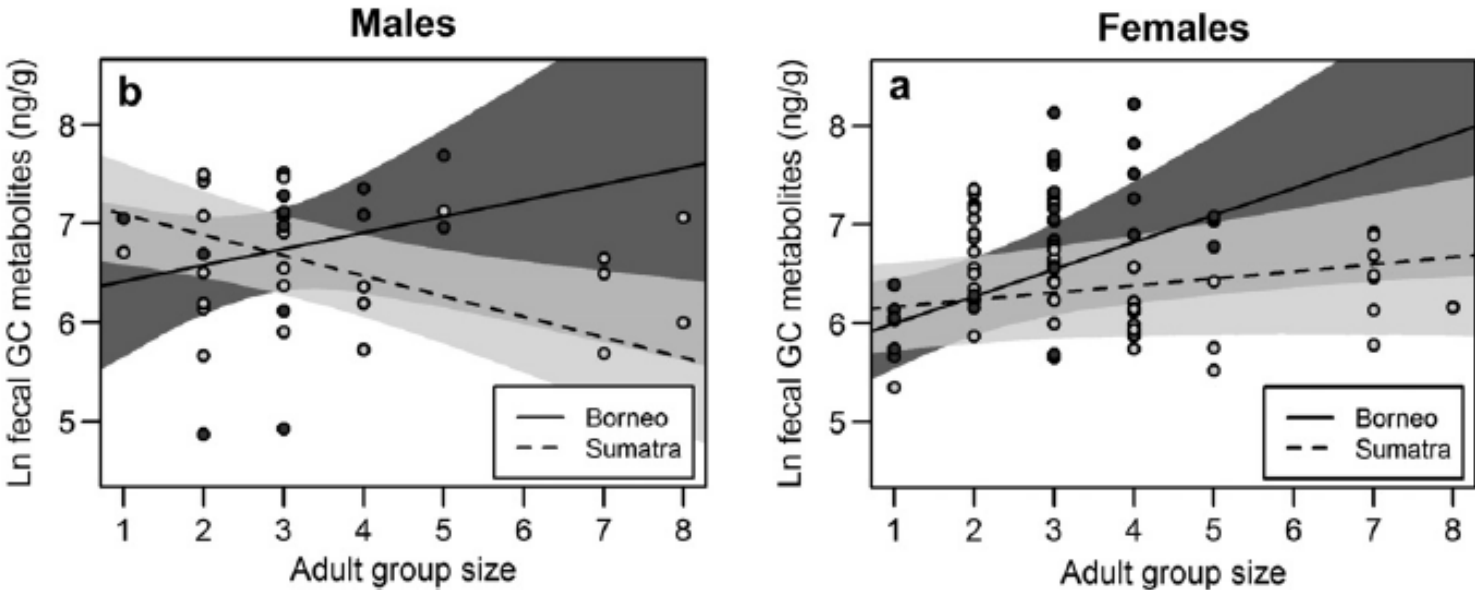 Males
b
Ln fecal GC metabolites (ng/g)
8
7
6
5
Borneo
Sumatra
1 2 3 4 5 6 7 8
Adult group size
Females
a
Ln fecal GC metabolites (ng/g)
8
7
6
5
Borneo
Sumatra
1 2 3 4 5 6 7 8
Adult group size